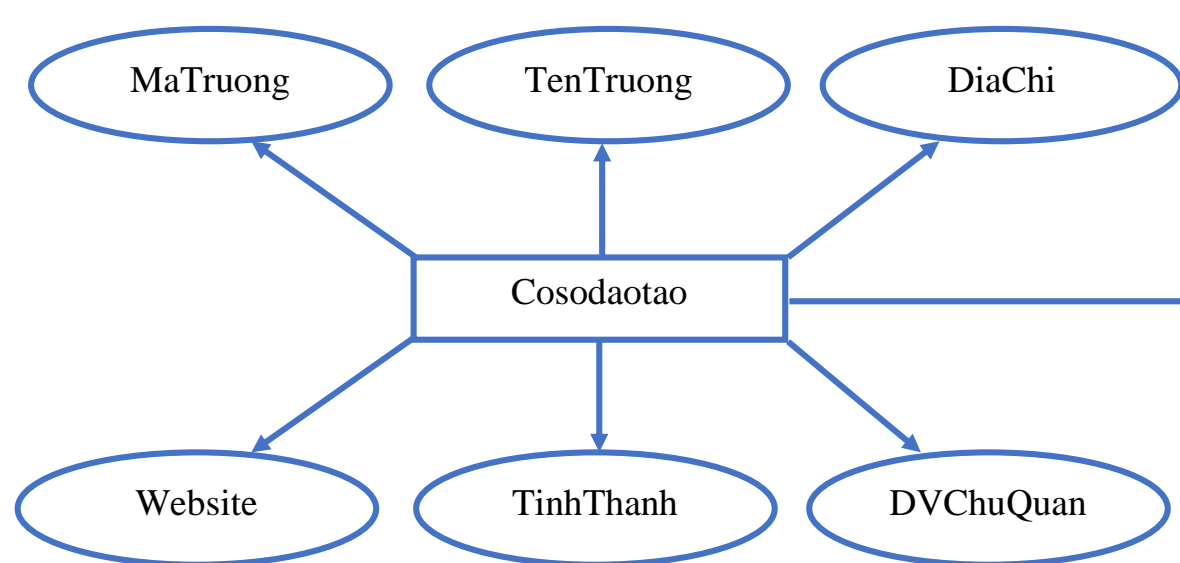 MaTruong
TenTruong
DiaChi
Cosodaotao
Website
TinhThanh
DVChuQuan